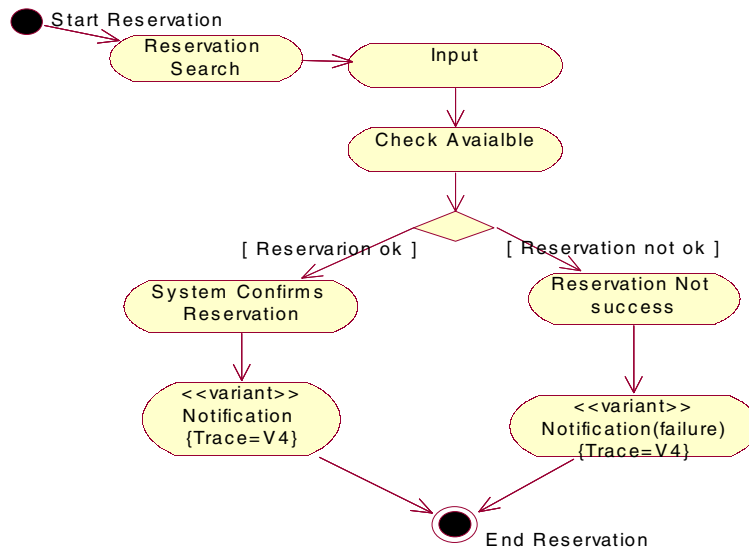 Start Reservation
Reservation
Search
Input
Check Avaialble
[ Reservarion ok ]
[ Reservation not ok ]
System Confirms
Reservation
Reservation Not
success
<<variant>>
Notification
{Trace=V4}
<<variant>>
Notification(failure)
{Trace=V4}
End Reservation